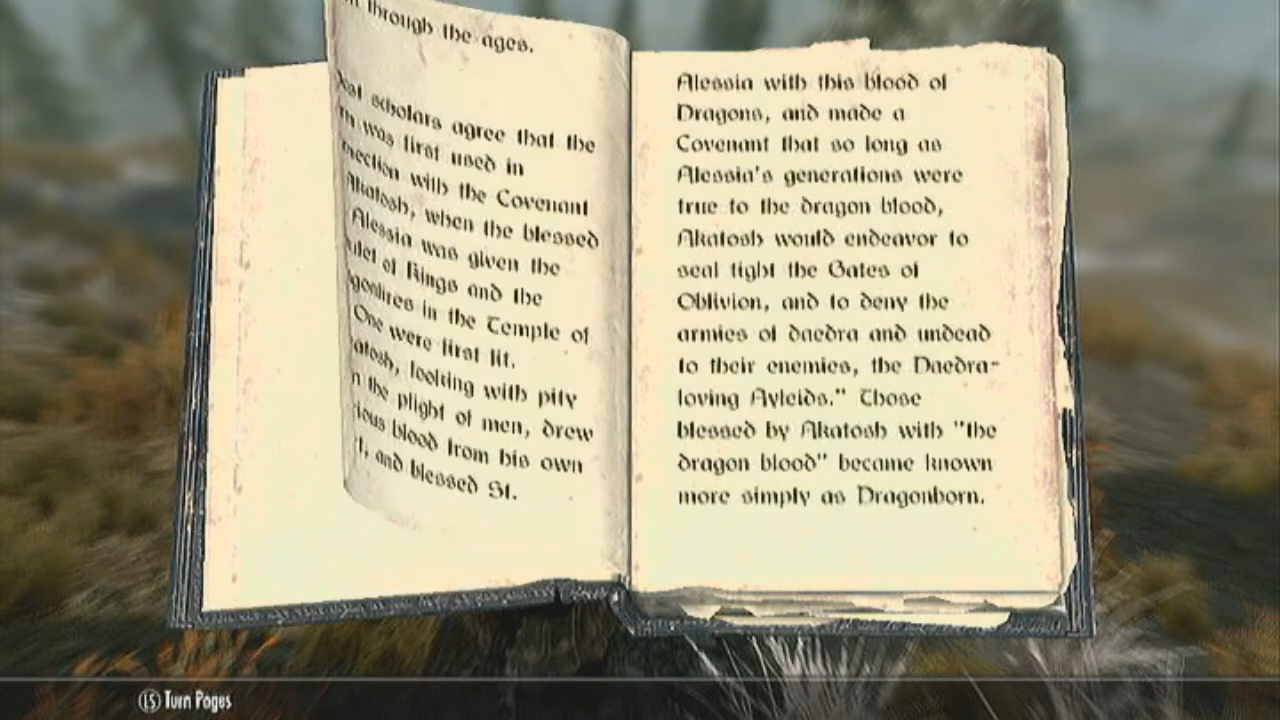 through the ages.
scholars agree that the
was first used in
with the Covenant
Akatosh, when the blessed
Alessia was given the
of Kings and the
in the Temple of
One were first lit.
looking with pity
the plight of men, drew
blood from his own
and blessed St.
Alessia with this blood of
Dragons, and made a
Covenant that so long as
Alessia's generations were
true to the dragon blood,
Akatosh would endeavor to
seal tight the Gates of
Oblivion, and to deny the
armies of daedra and undead
to their enemies, the Daedra-
loving Ayleids." Those
blessed by Akatosh with "the
dragon blood" became known
more simply as Dragonborn.
LS Turn Pages